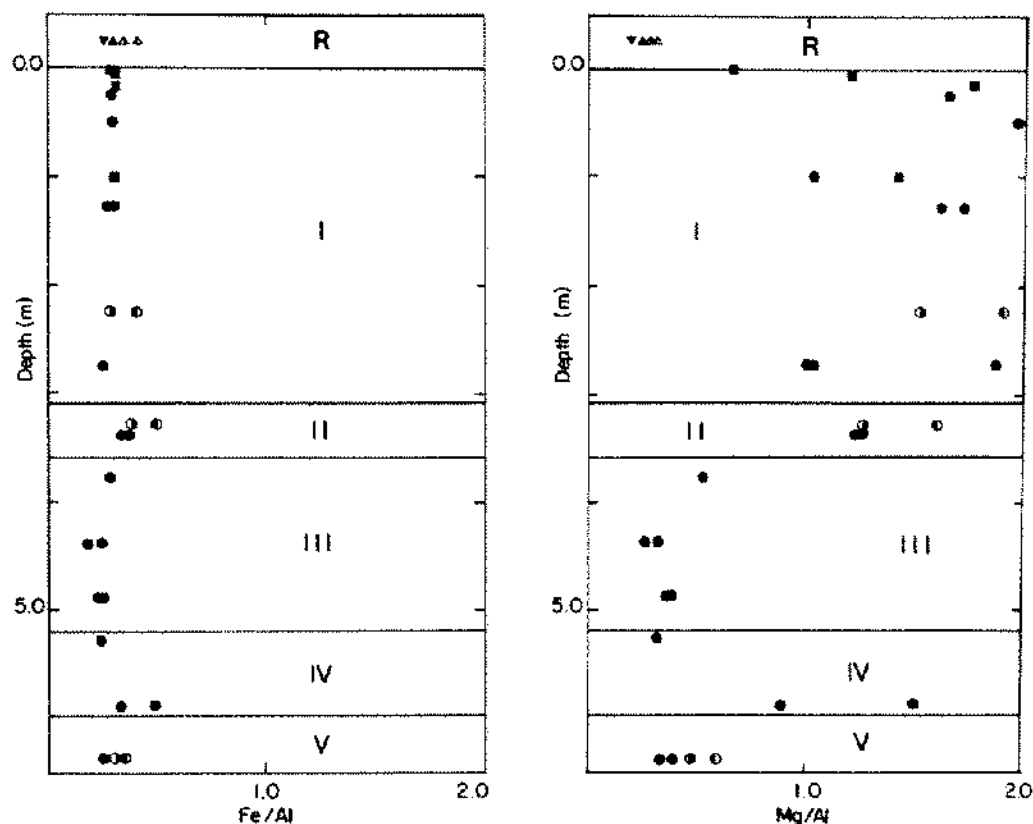 R
0.0
I
Depth (m)
II
III
5.0
IV
V
1.0
2.0
Fe/Al
R
0.0
I
Depth (m)
II
III
5.0
IV
V
1.0
2.0
Mg/Al